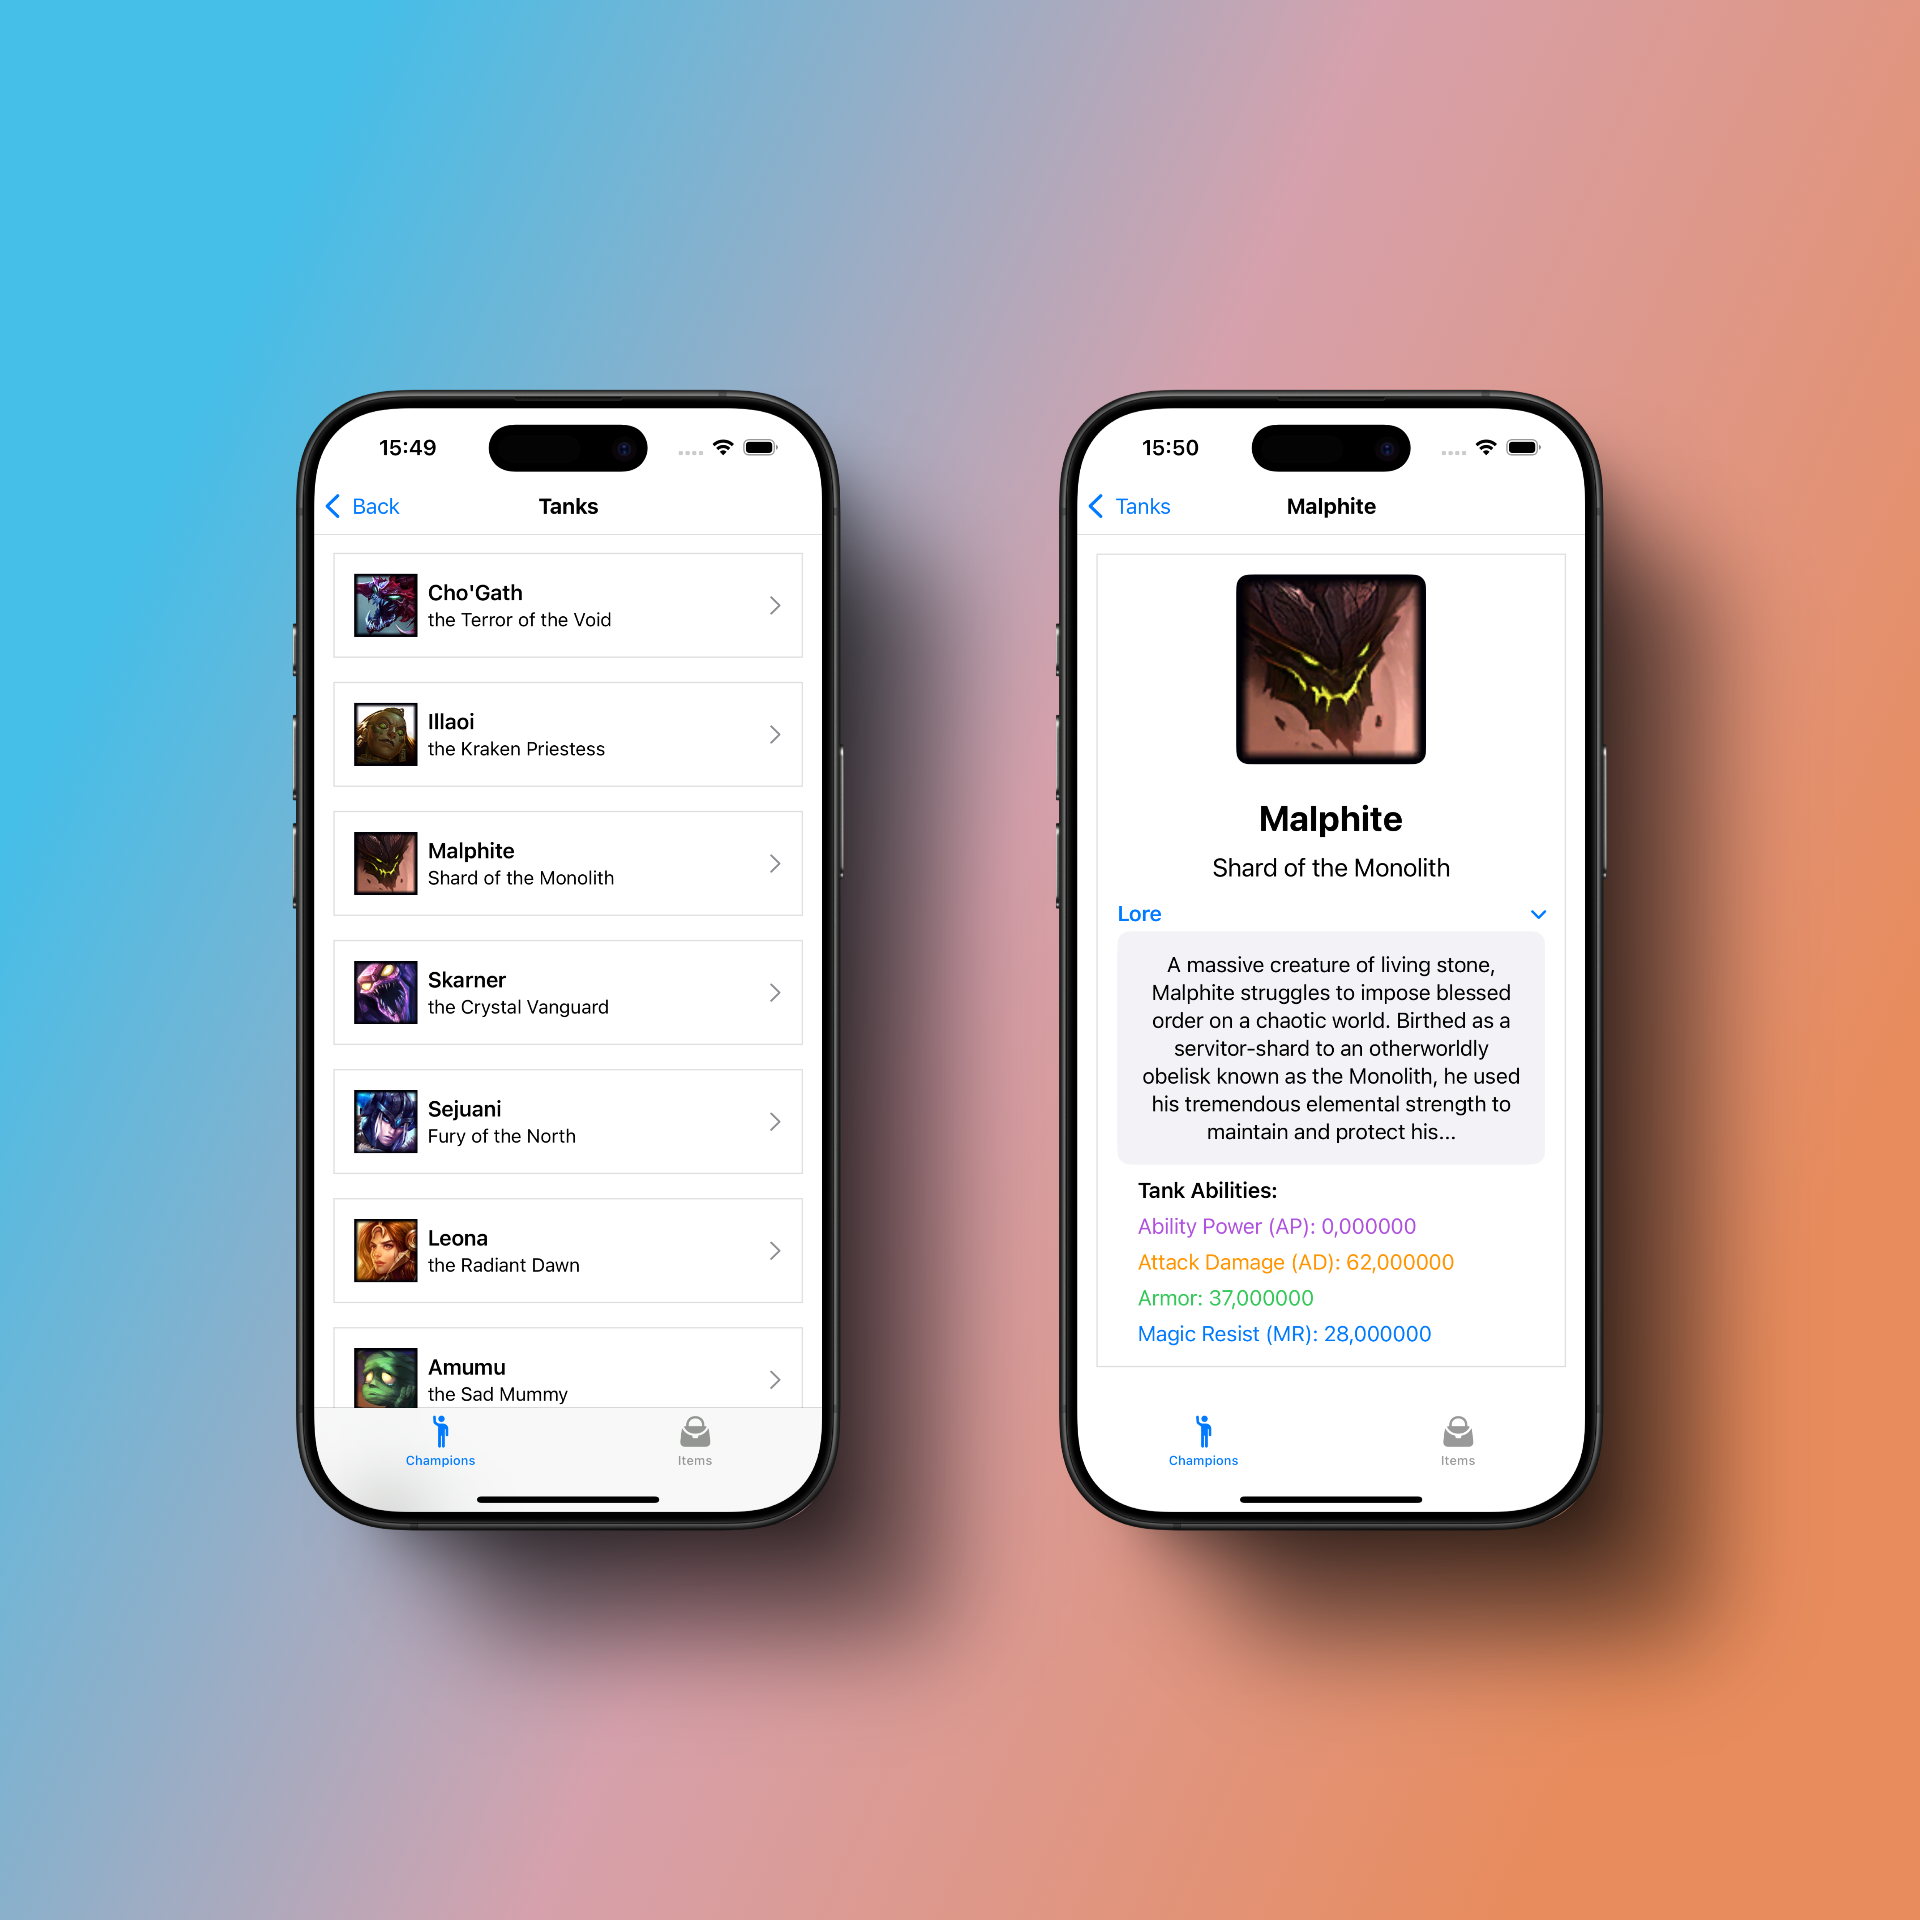 15:49
Back
Tanks
Cho'Gath
the Terror of the Void
Illaoi
the Kraken Priestess
Malphite
Shard of the Monolith
Skarner
the Crystal Vanguard
Sejuani
Fury of the North
Leona
the Radiant Dawn
Amumu
the Sad Mummy
Champions
Items
15:50
Tanks
Malphite
Malphite
Shard of the Monolith
Lore
A massive creature of living stone,
Malphite struggles to impose blessed
order on a chaotic world. Birthed as a
servitor-shard to an otherworldly
obelisk known as the Monolith, he used
his tremendous elemental strength to
maintain and protect his...
Tank Abilities:
Ability Power (AP): 0,000000
Attack Damage (AD): 62,000000
Armor: 37,000000
Magic Resist (MR): 28,000000
Champions
Items